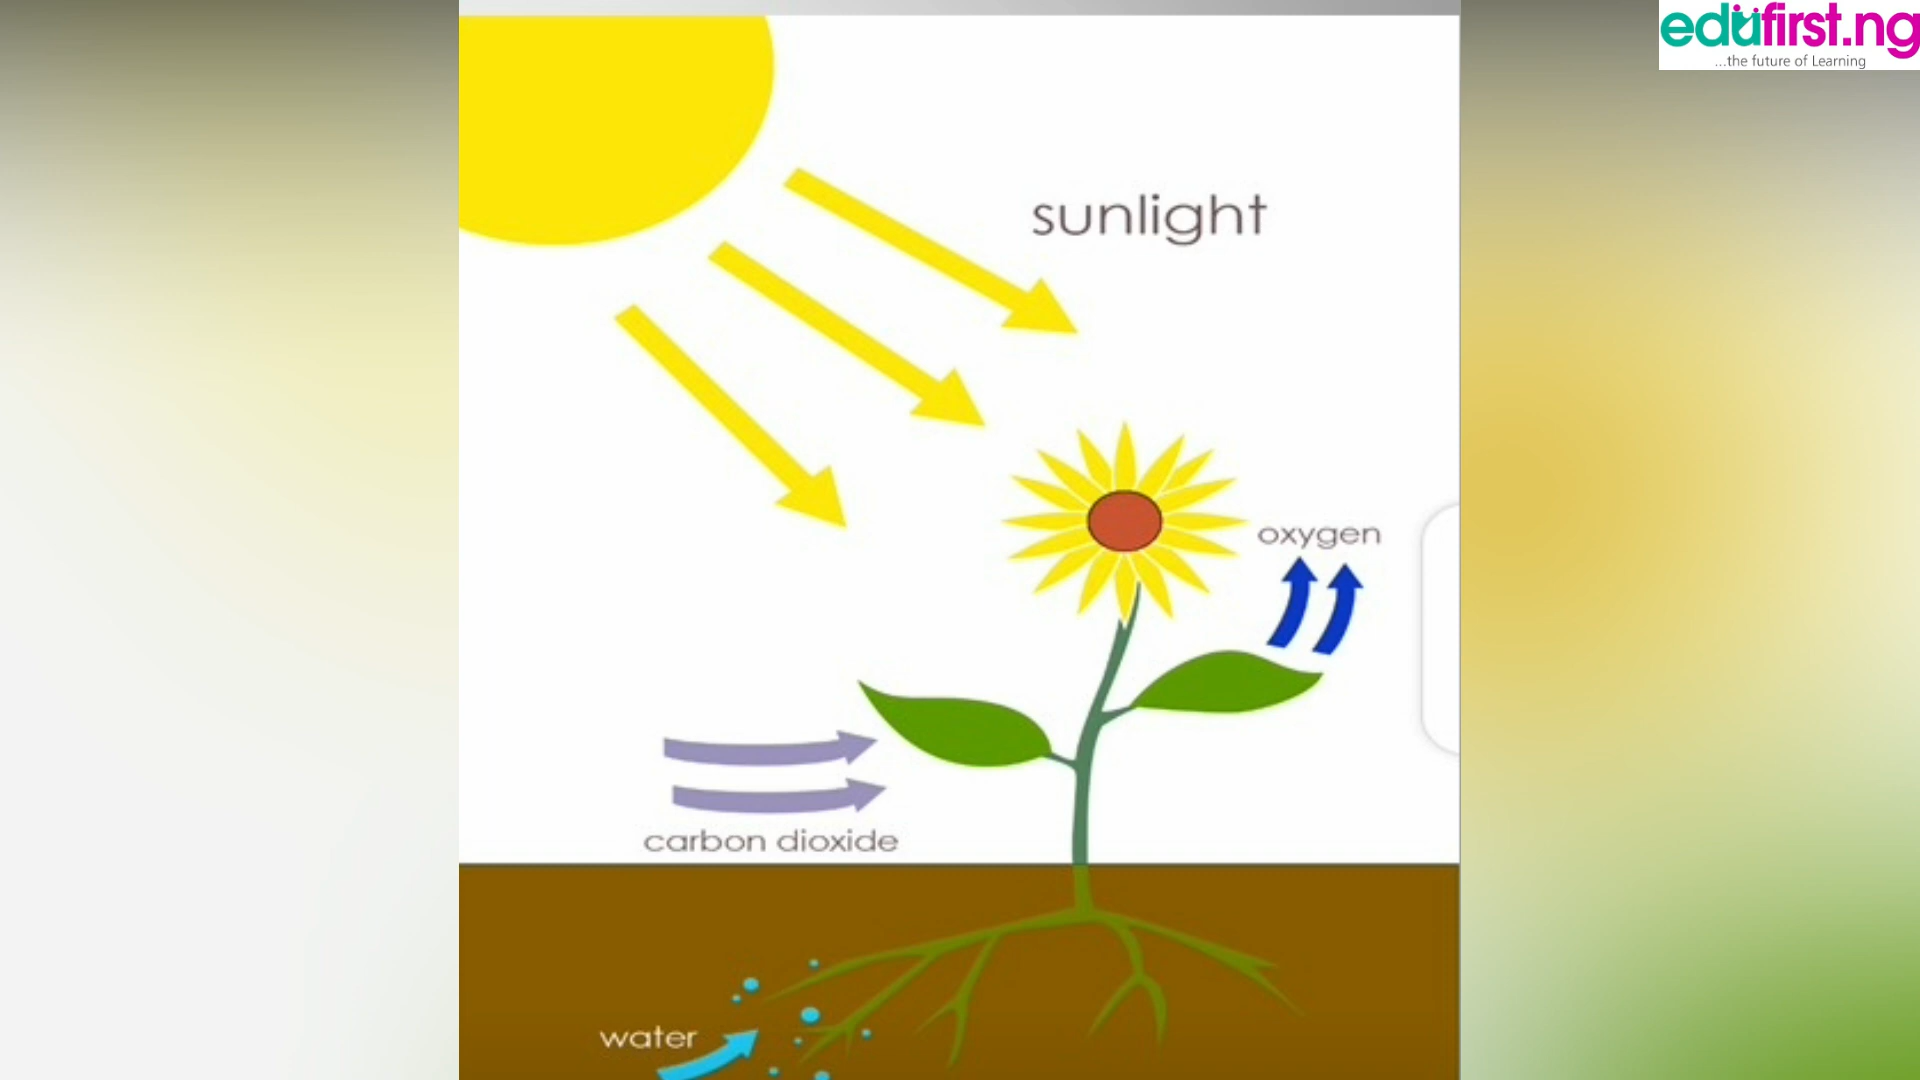 edufirst.ng
...the future of Learning
sunlight
oxygen
carbon dioxide
water